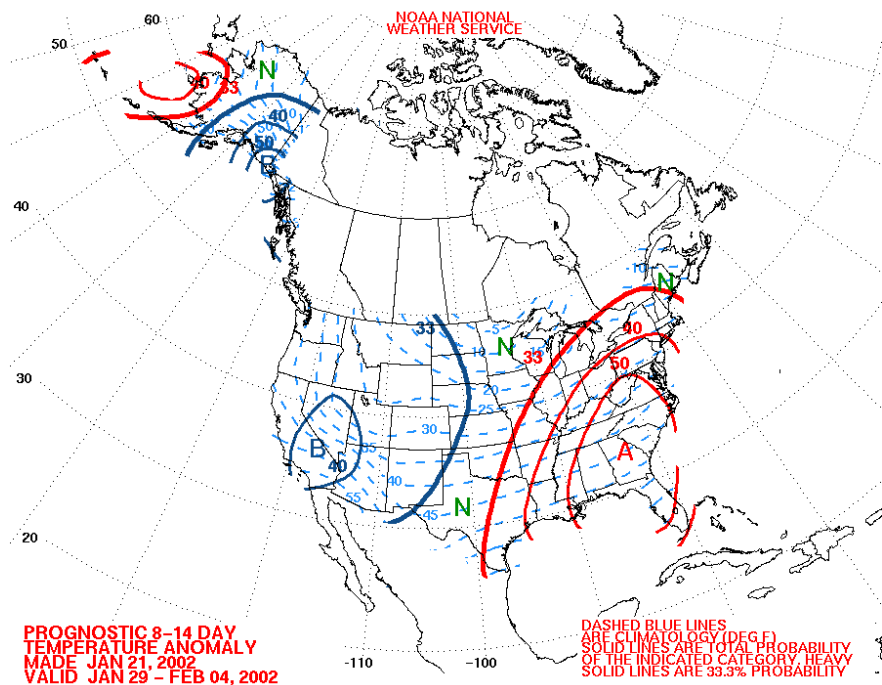 NOAA NATIONAL
WEATHER SERVICE
60
50
N
40
33
40
50
B
40
-10
N
33
-5
40
N
33
10
50
20
25
30
30
B
35
40
A
40
55
N
45
20
PROGNOSTIC 8-14 DAY
TEMPERATURE ANOMALY
MADE JAN 21, 2002
VALID JAN 29 - FEB 04, 2002
-110
-100
DASHED BLUE LINES
ARE CLIMATOLOGY (DEG F)
SOLID LINES ARE TOTAL PROBABILITY
OF THE INDICATED CATEGORY, HEAVY
SOLID LINES ARE 33.3% PROBABILITY